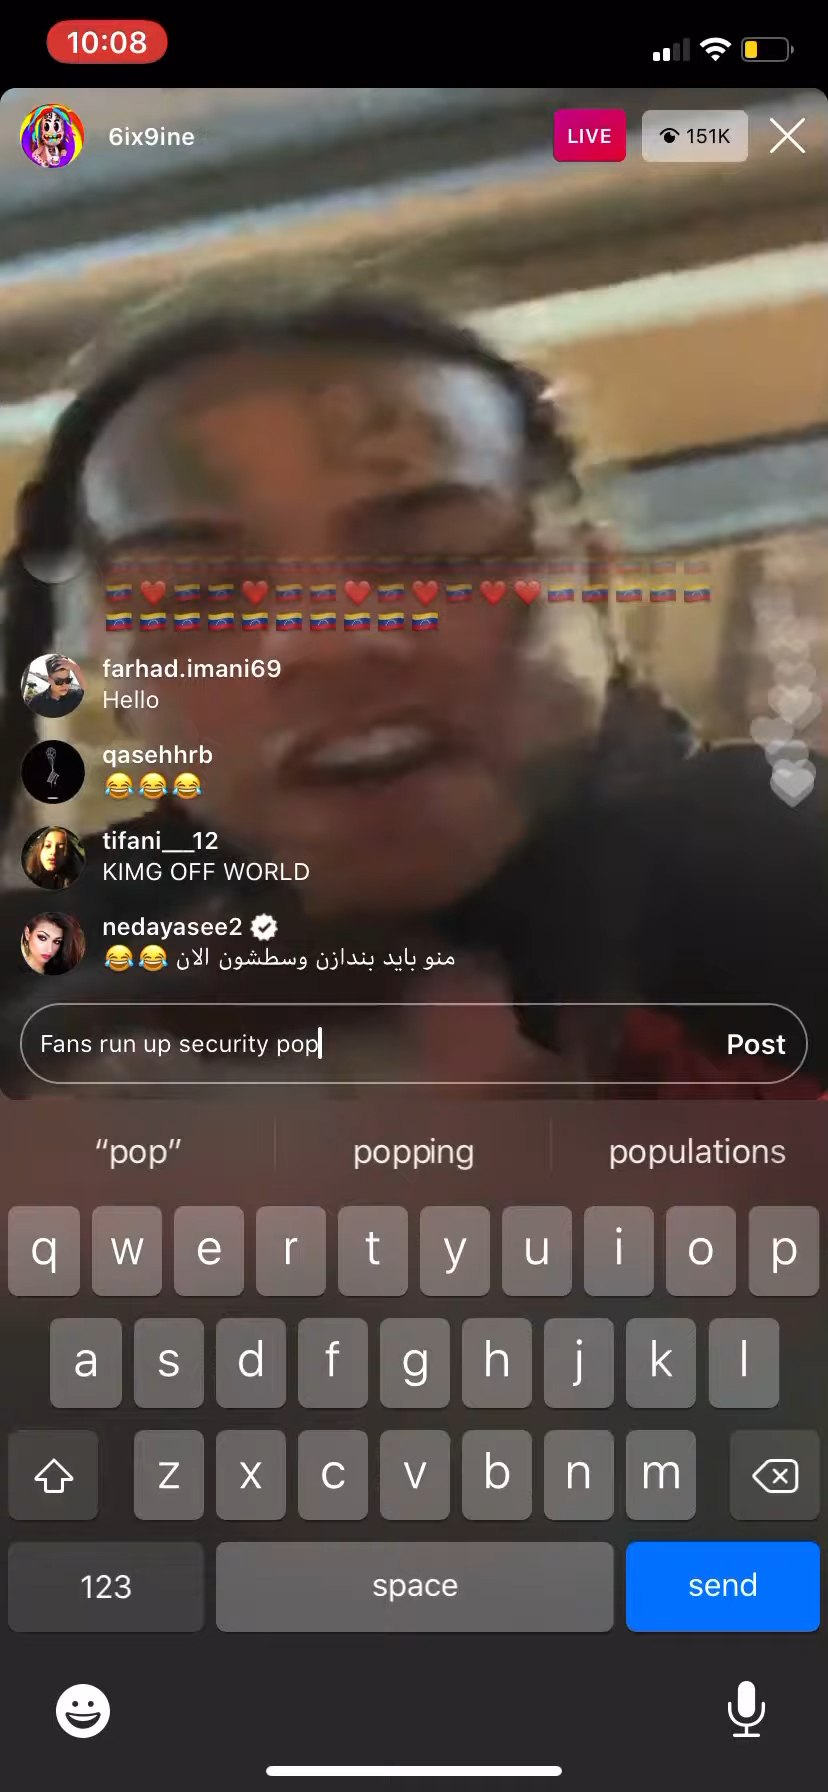 10:08
6ix9ine
LIVE
151K
🇻🇪❤️🇻🇪🇻🇪❤️🇻🇪🇻🇪❤️🇻🇪❤️🇻🇪❤️❤️🇻🇪🇻🇪🇻🇪🇻🇪🇻🇪
🇻🇪🇻🇪🇻🇪🇻🇪🇻🇪🇻🇪🇻🇪🇻🇪🇻🇪🇻🇪
farhad.imani69
Hello
qasehhrb
😂😂😂
tifani___12
KIMG OFF WORLD
nedayasee2
منو باید بندازن وسطشون الان 😂😂
Fans run up security pop
Post
“pop”
popping
populations
q w e r t y u i o p
a s d f g h j k l
z x c v b n m
123
space
send